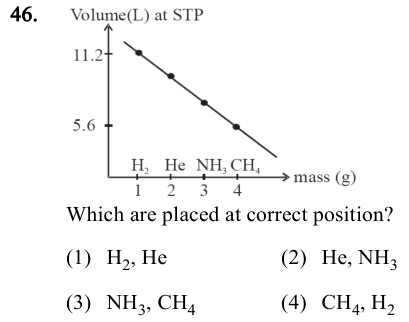 46. Volume(L) at STP
11.2
5.6
H₂ He NH₃ CH₄
mass (g)
1 2 3 4
Which are placed at correct position?
(1) H₂, He (2) He, NH₃
(3) NH₃, CH₄ (4) CH₄, H₂